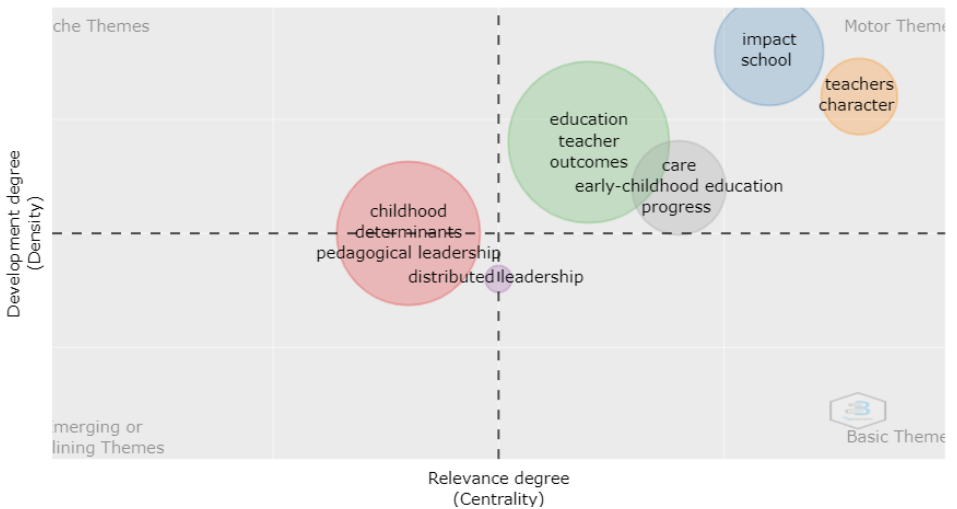 che Themes
Motor Theme
impact
school
teachers
character
education
teacher
outcomes
care
early-childhood education
progress
childhood
determinants
pedagogical leadership
distributed leadership
Development degree
(Density)
merging or
lining Themes
Basic Theme
Relevance degree
(Centrality)